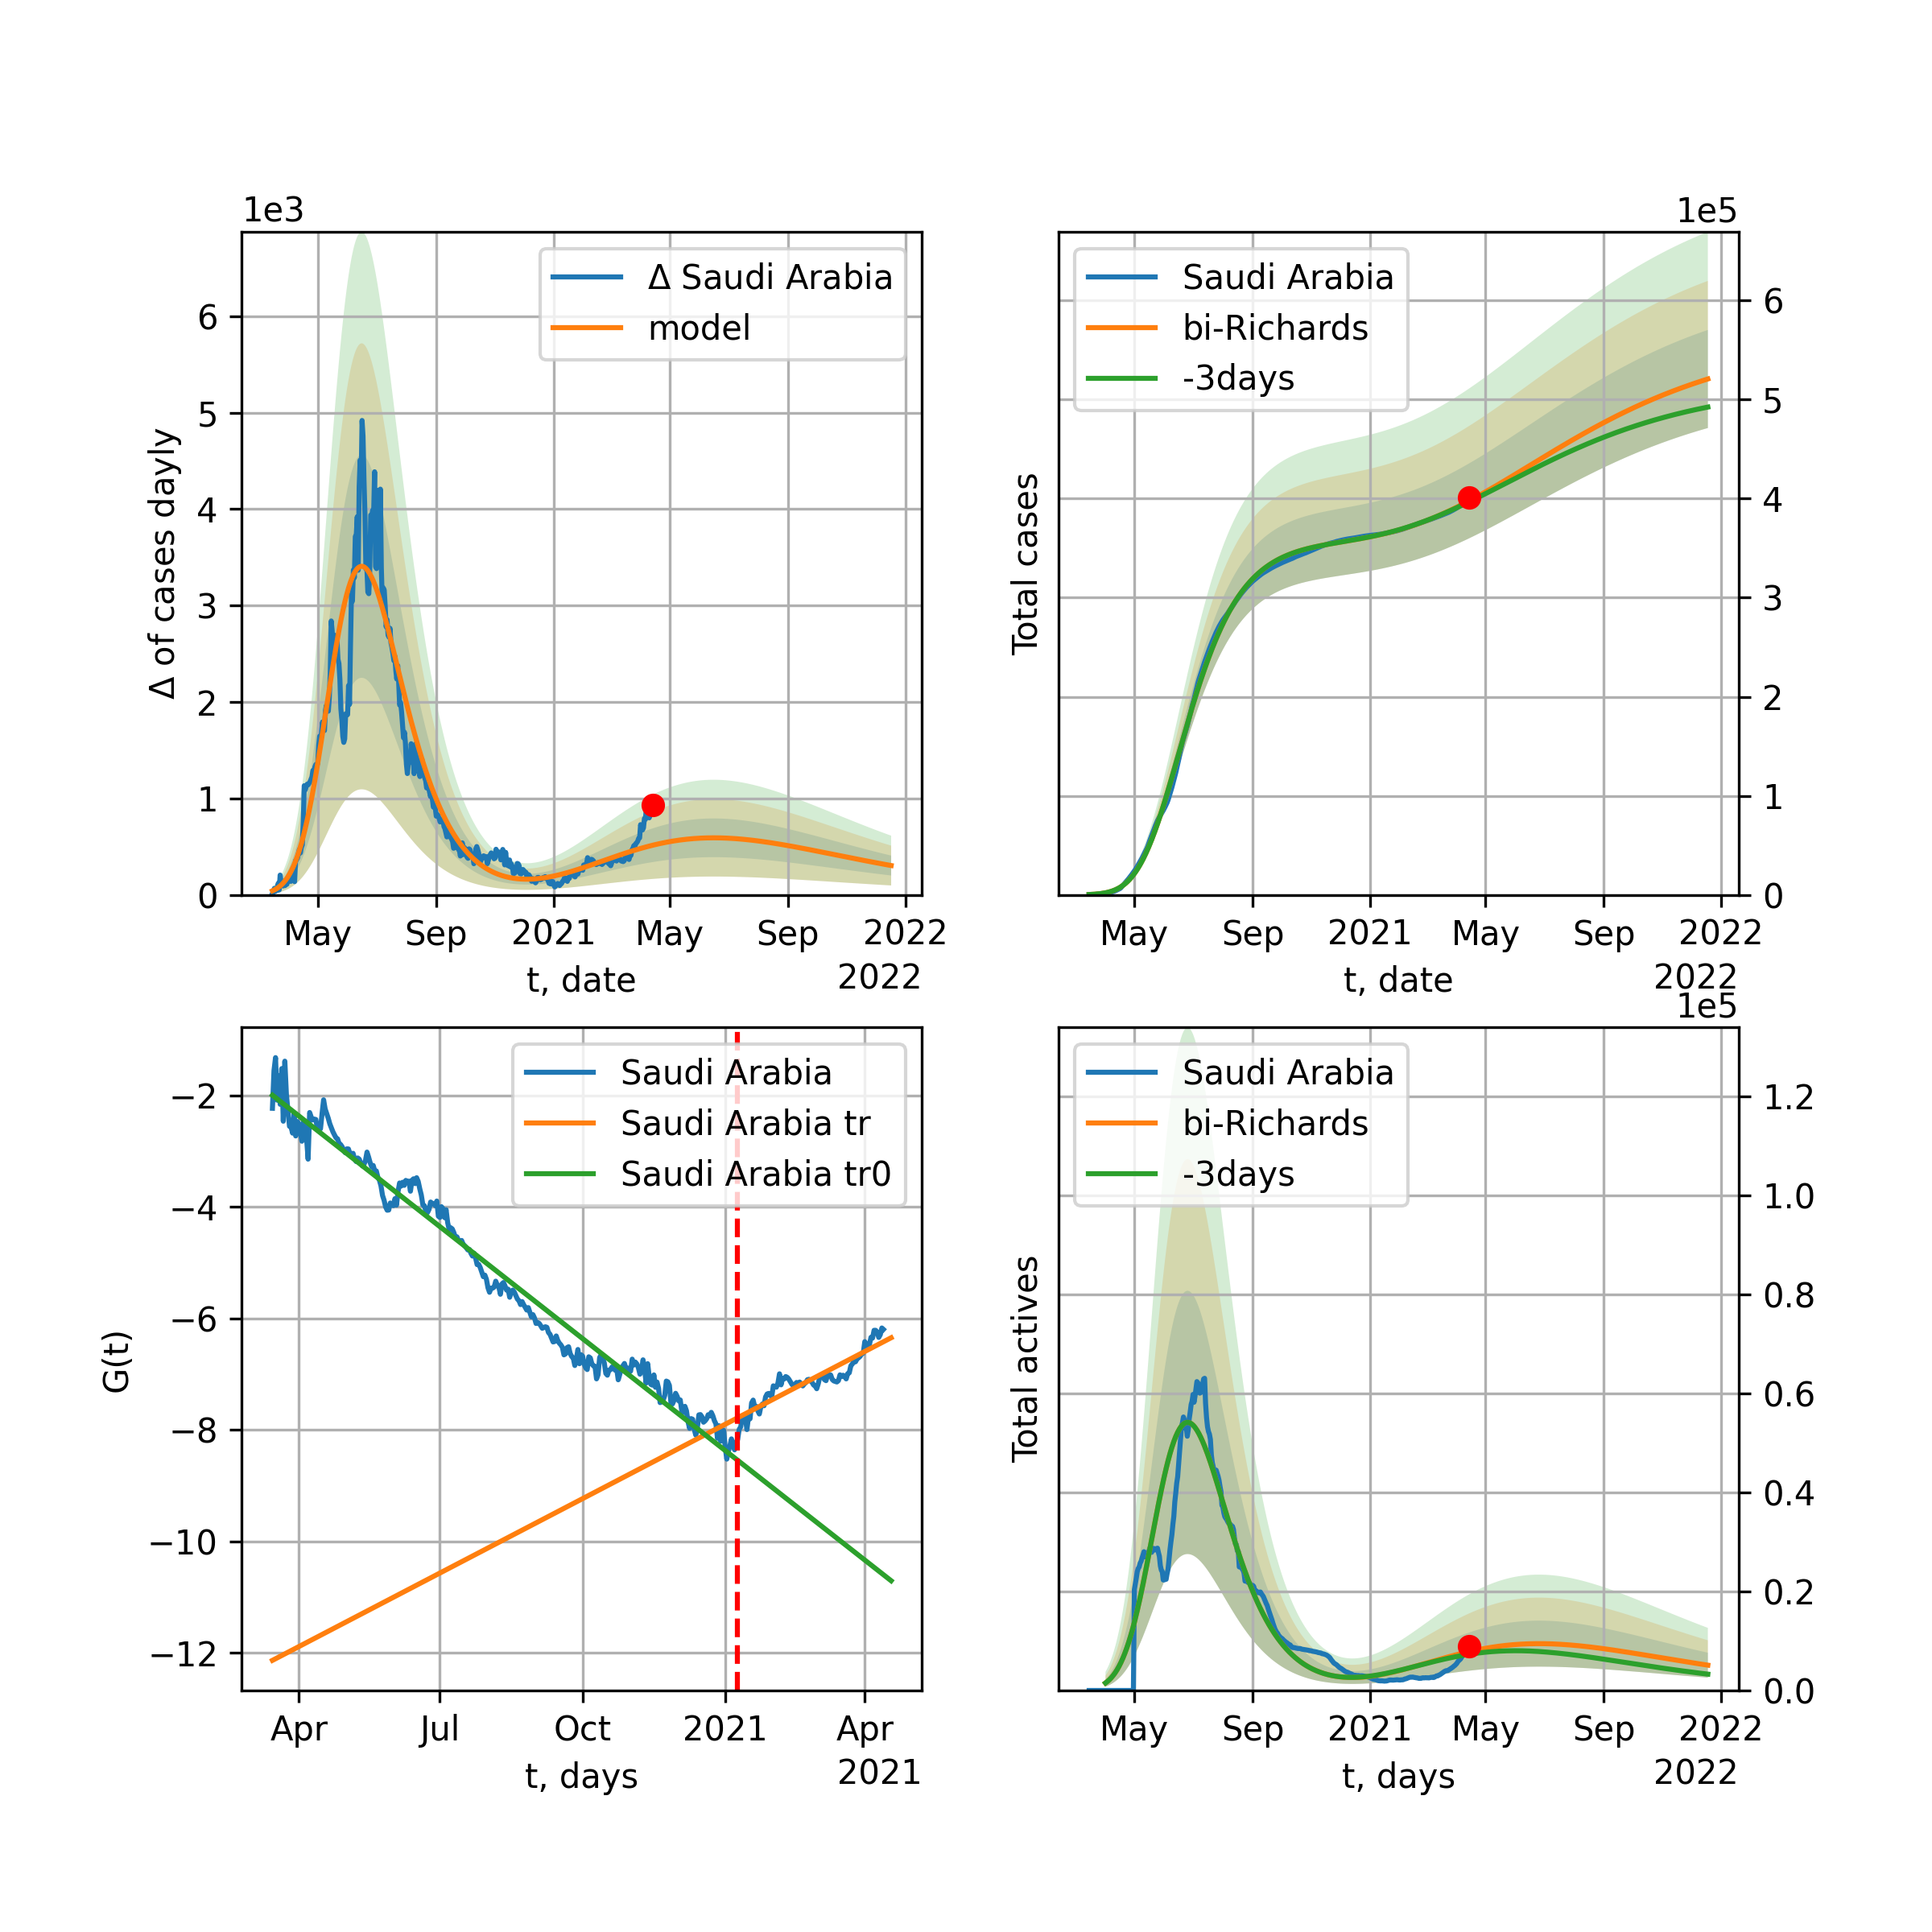 1e3
Δ Saudi Arabia
model
6
5
4
3
2
1
0
Δ of cases dayly
May Sep 2021 May Sep 2022
t, date 2022
1e5
Saudi Arabia
bi-Richards
-3days
6
5
4
3
2
1
0
Total cases
May Sep 2021 May Sep 2022
t, date 2022
Saudi Arabia
Saudi Arabia tr
Saudi Arabia tr0
−2
−4
−6
−8
−10
−12
G(t)
Apr Jul Oct 2021 Apr
t, days 2021
1e5
Saudi Arabia
bi-Richards
-3days
1.2
1.0
0.8
0.6
0.4
0.2
0.0
Total actives
May Sep 2021 May Sep 2022
t, days 2022